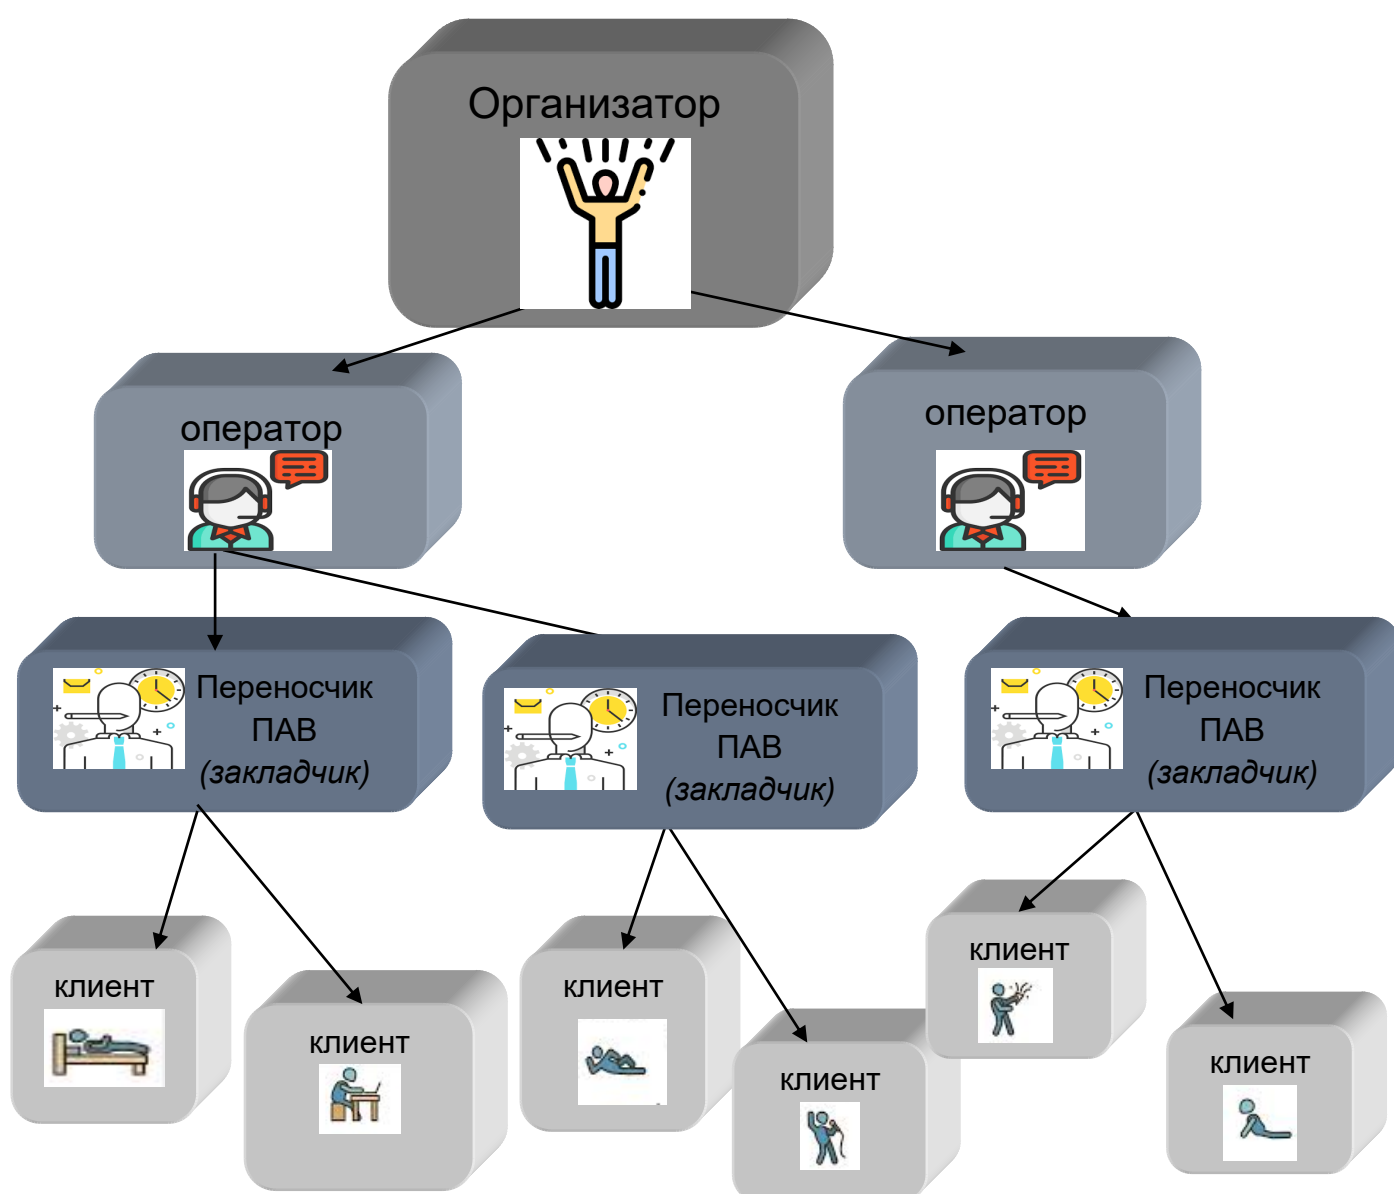 Организатор
оператор
оператор
Переносчик
ПАВ
(закладчик)
Переносчик
ПАВ
(закладчик)
Переносчик
ПАВ
(закладчик)
клиент
клиент
клиент
клиент
клиент
клиент